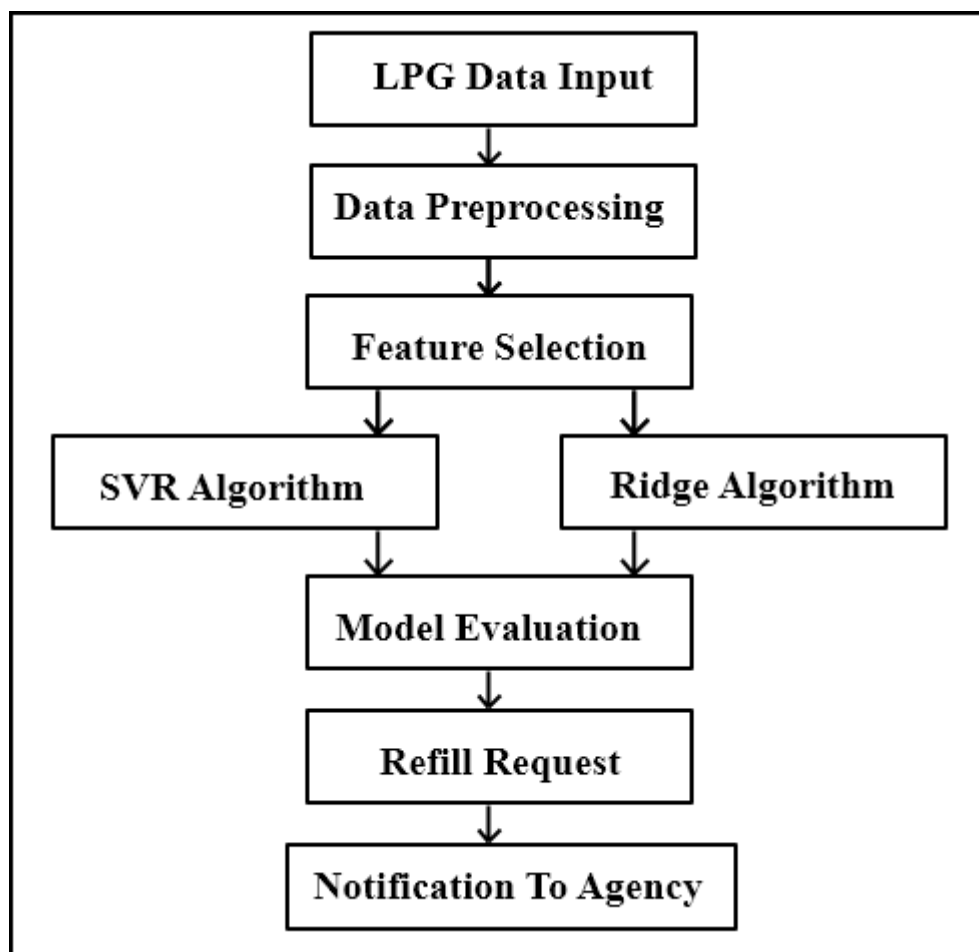 LPG Data Input
Data Preprocessing
Feature Selection
SVR Algorithm
Ridge Algorithm
Model Evaluation
Refill Request
Notification To Agency